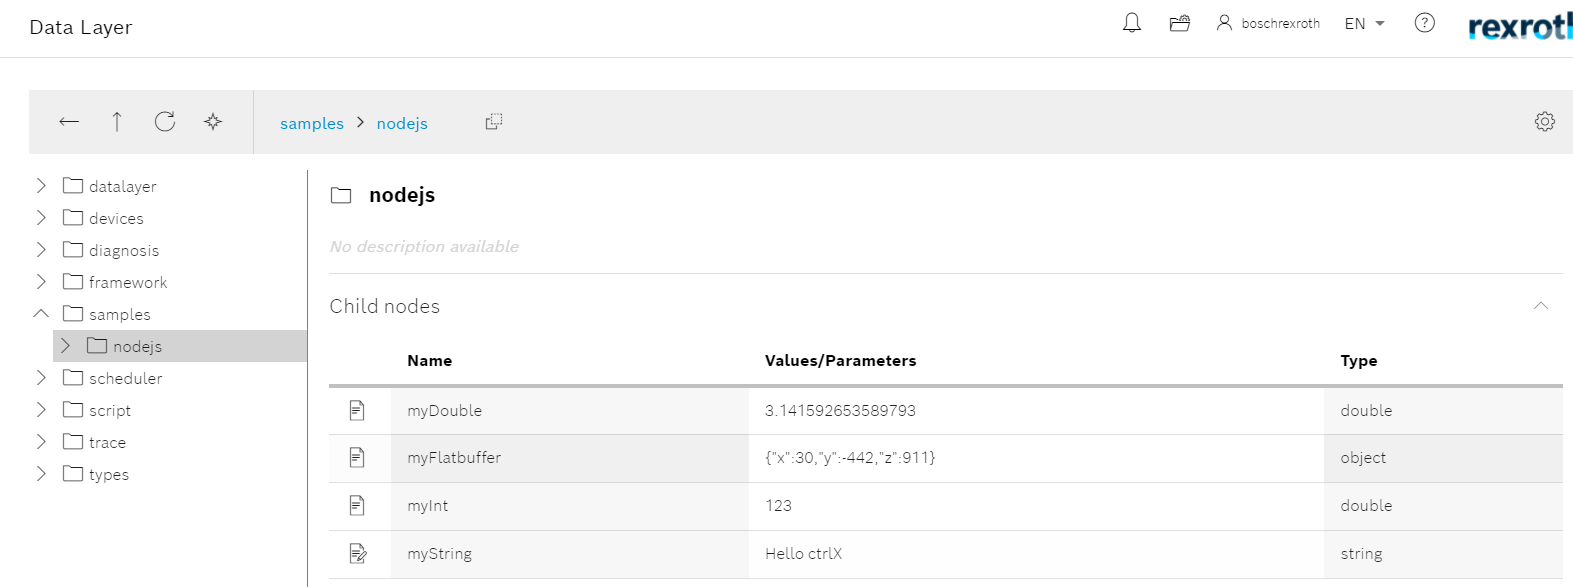 Data Layer
boschrexroth
EN
?
rexroth
samples > nodejs
datalayer
devices
diagnosis
framework
samples
nodejs
scheduler
script
trace
types
nodejs
No description available
Child nodes
Name Values/Parameters Type
myDouble 3.141592653589793 double
myFlatbuffer {"x":30,"y":-442,"z":911} object
myInt 123 double
myString Hello ctrlX string